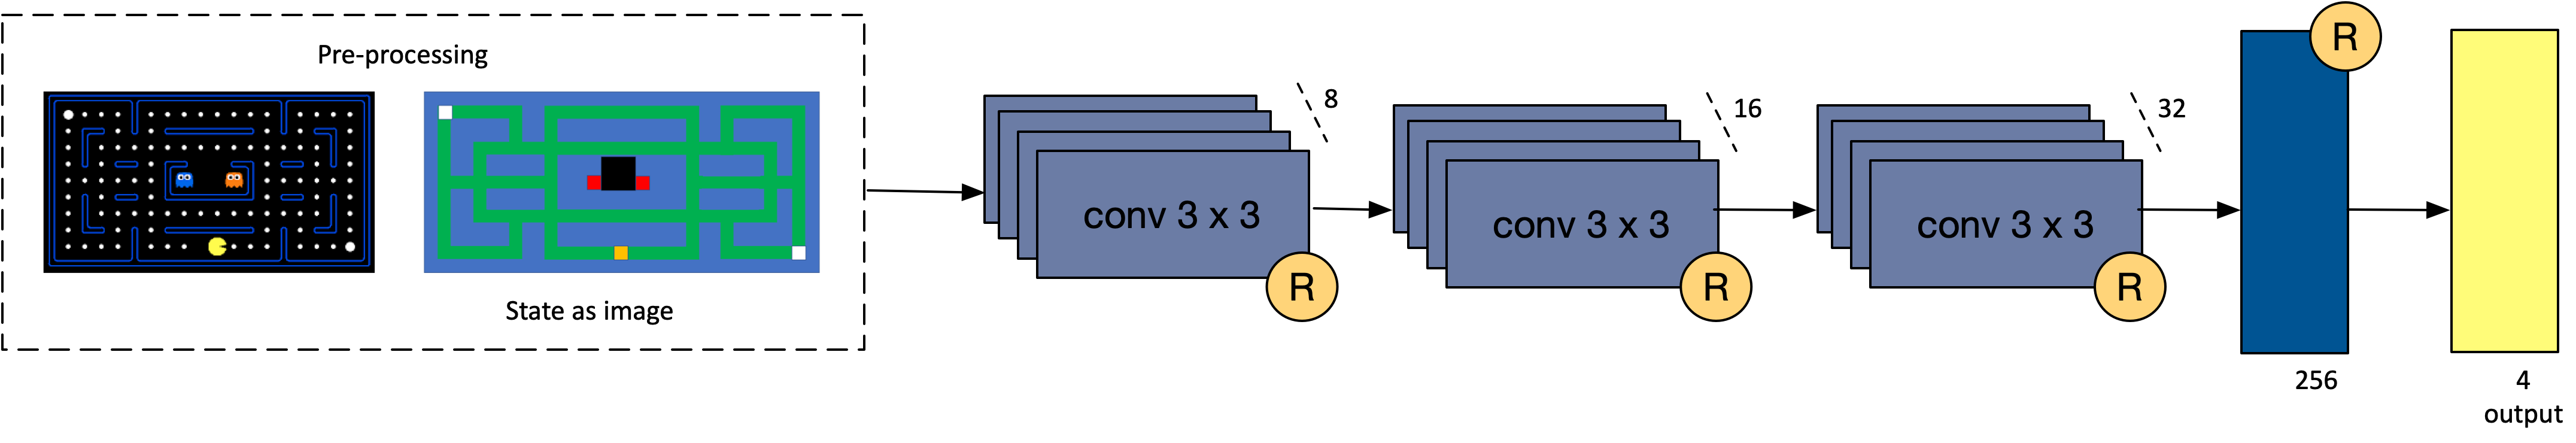 Pre-processing
State as image
conv 3 x 3
8
R
conv 3 x 3
16
R
conv 3 x 3
32
R
R
256
4
output